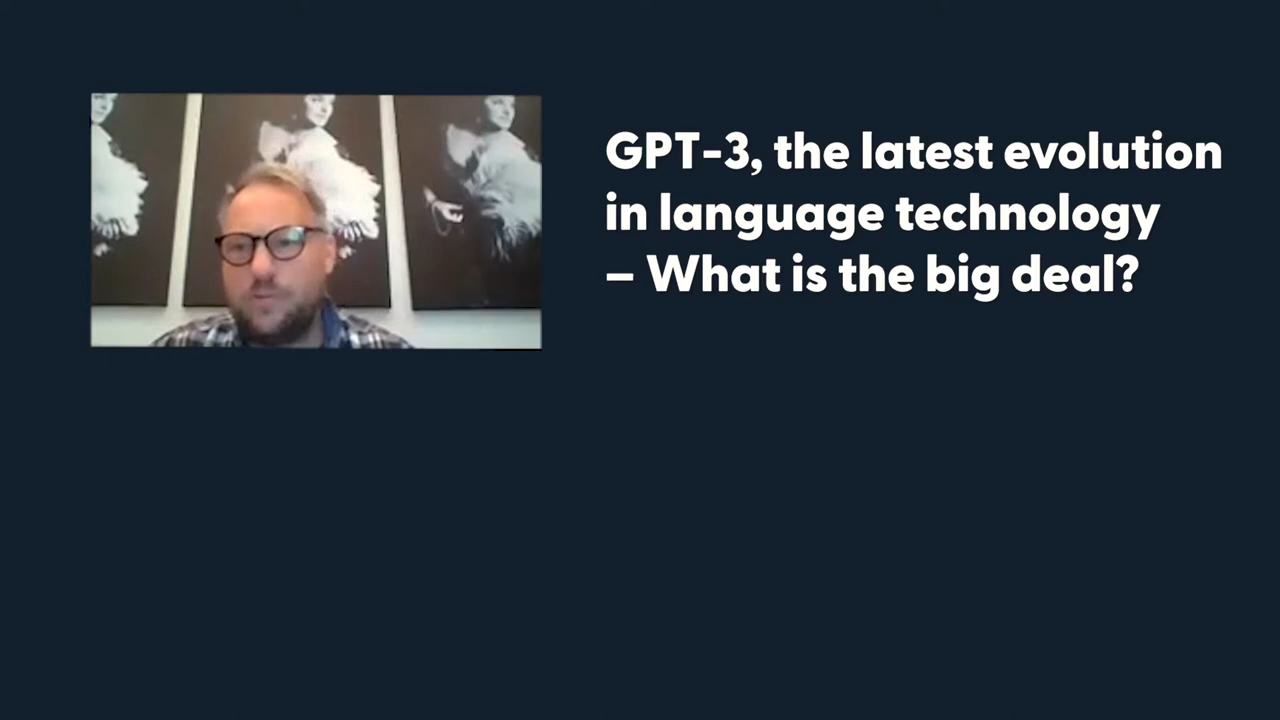 GPT-3, the latest evolution
in language technology
– What is the big deal?